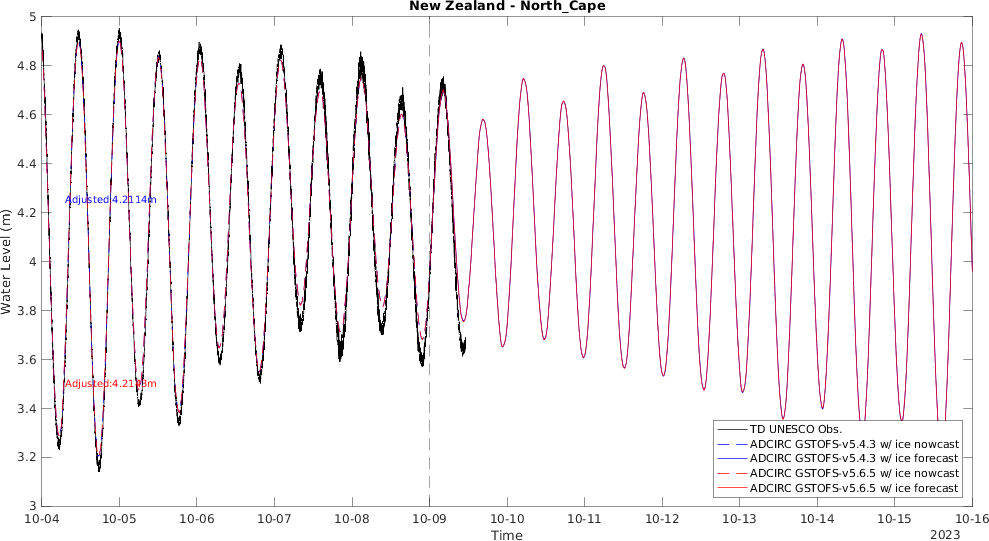 New Zealand - North_Cape
5
4.8
4.6
4.4
4.2
4
3.8
3.6
3.4
3.2
3
Water Level (m)
Adjusted:4.2114m
Adjusted:4.2143m
TD UNESCO Obs.
ADCIRC GSTOFS-v5.4.3 w/ ice nowcast
ADCIRC GSTOFS-v5.4.3 w/ ice forecast
ADCIRC GSTOFS-v5.6.5 w/ ice nowcast
ADCIRC GSTOFS-v5.6.5 w/ ice forecast
10-04 10-05 10-06 10-07 10-08 10-09 10-10 10-11 10-12 10-13 10-14 10-15 10-16
Time
2023